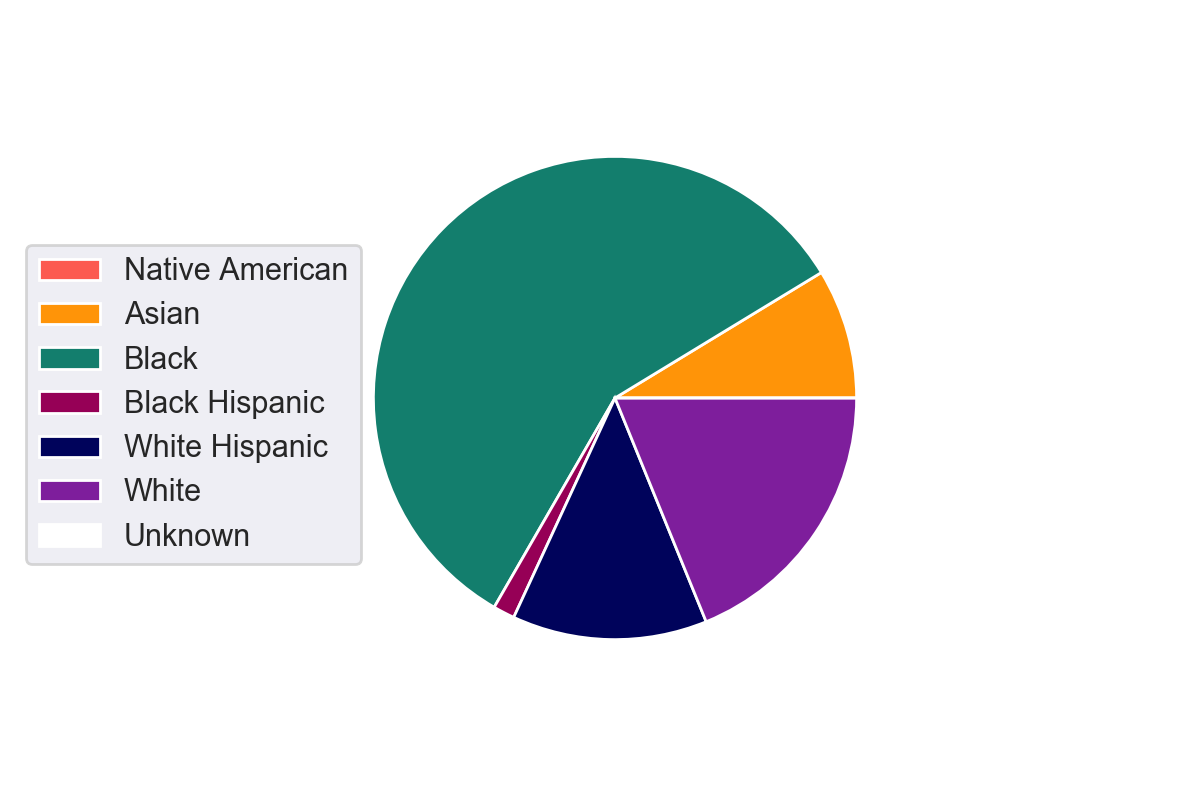 Native American
Asian
Black
Black Hispanic
White Hispanic
White
Unknown